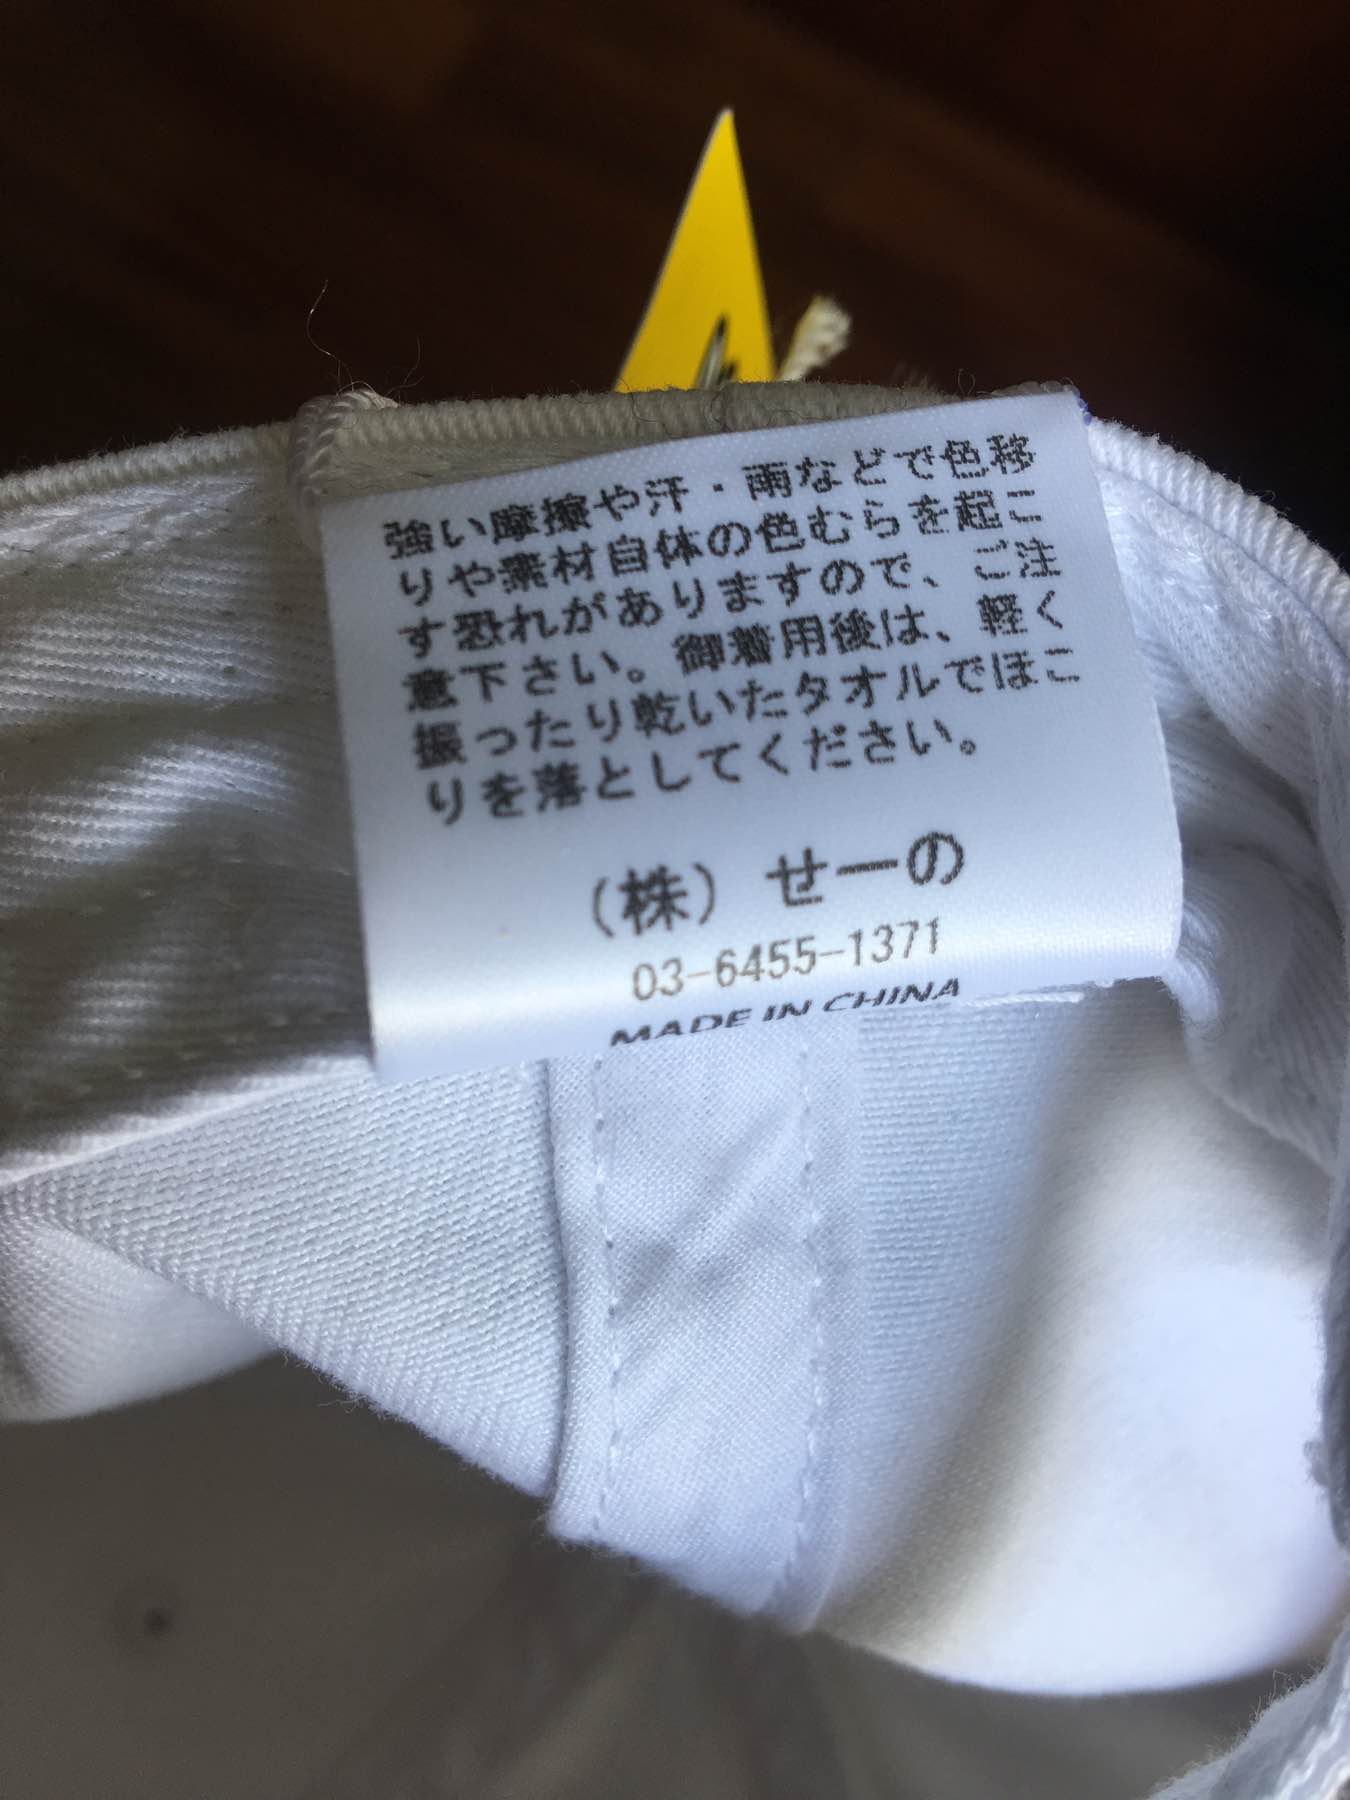 強い摩擦や汗・雨などで色移
りや素材自体の色むらを起こ
す恐れがありますので、ご注
意下さい。御着用後は、軽く
振ったり乾いたタオルでほこ
りを落としてください。
（株）せーの
03-6455-1371
MADE IN CHINA